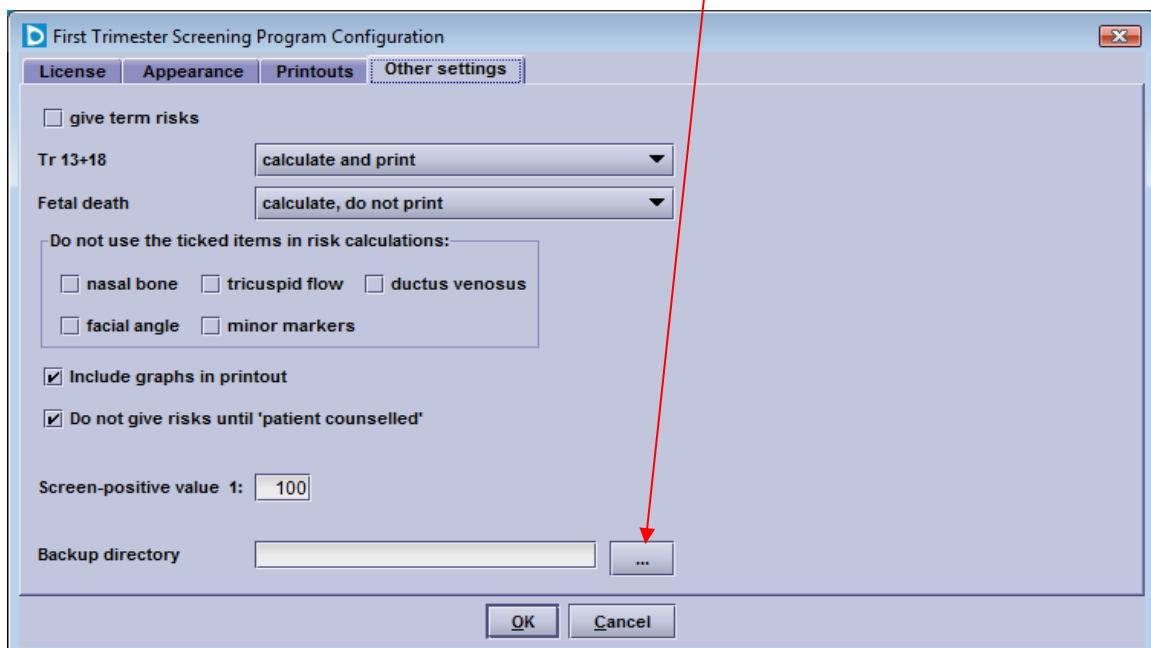 First Trimester Screening Program Configuration
License Appearance Printouts Other settings
give term risks
Tr 13+18 calculate and print
Fetal death calculate, do not print
Do not use the ticked items in risk calculations:
nasal bone tricuspid flow ductus venosus
facial angle minor markers
Include graphs in printout
Do not give risks until 'patient counselled'
Screen-positive value 1: 100
Backup directory ...
OK Cancel